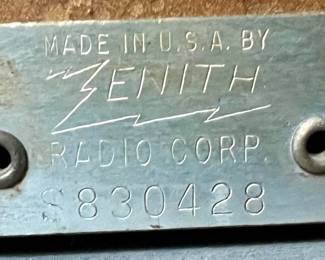 MADE IN U.S.A. BY
ZENITH
RADIO CORP.
S830428